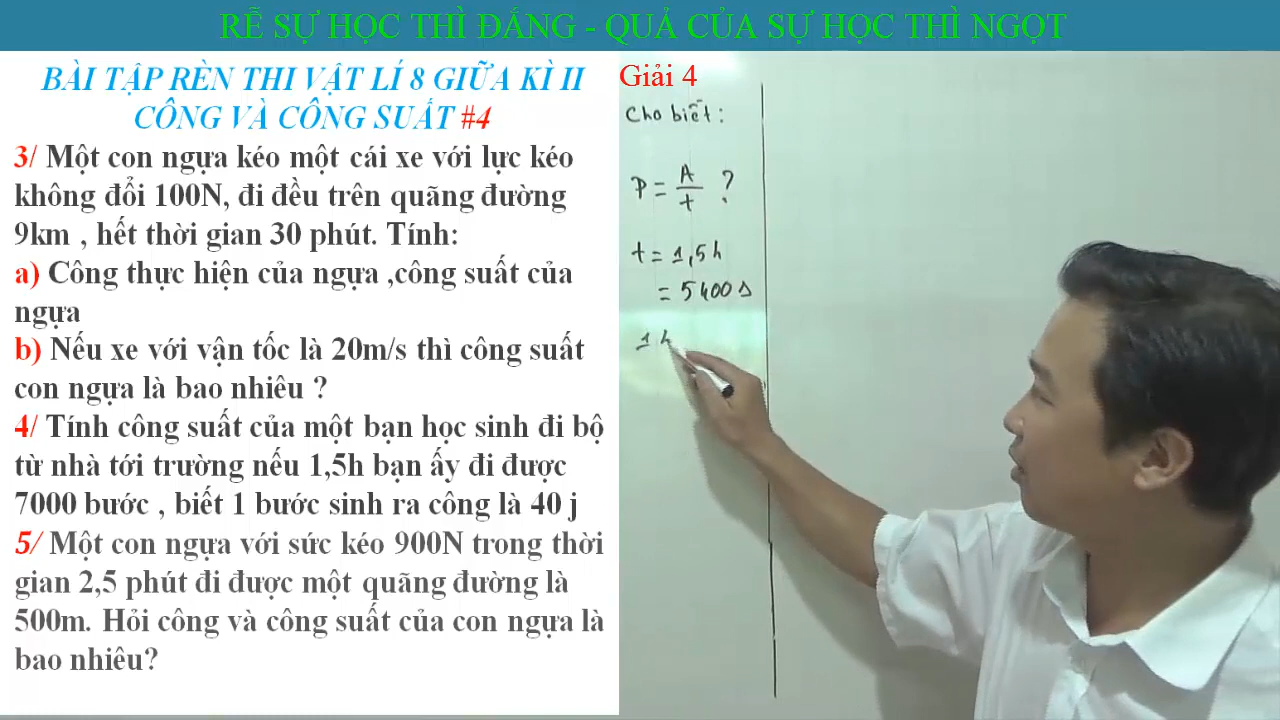 RỄ SỰ HỌC THÌ ĐẮNG - QUẢ CỦA SỰ HỌC THÌ NGỌT
BÀI TẬP RÈN THI VẬT LÍ 8 GIỮA KÌ II
CÔNG VÀ CÔNG SUẤT #4
3/ Một con ngựa kéo một cái xe với lực kéo
không đổi 100N, đi đều trên quãng đường
9km , hết thời gian 30 phút. Tính:
a) Công thực hiện của ngựa ,công suất của
ngựa
b) Nếu xe với vận tốc là 20m/s thì công suất
con ngựa là bao nhiêu ?
4/ Tính công suất của một bạn học sinh đi bộ
từ nhà tới trường nếu 1,5h bạn ấy đi được
7000 bước , biết 1 bước sinh ra công là 40 j
5/ Một con ngựa với sức kéo 900N trong thời
gian 2,5 phút đi được một quãng đường là
500m. Hỏi công và công suất của con ngựa là
bao nhiêu?
Giải 4
Cho biết:
P = A/t ?
t = 1,5h
= 5400s
1h